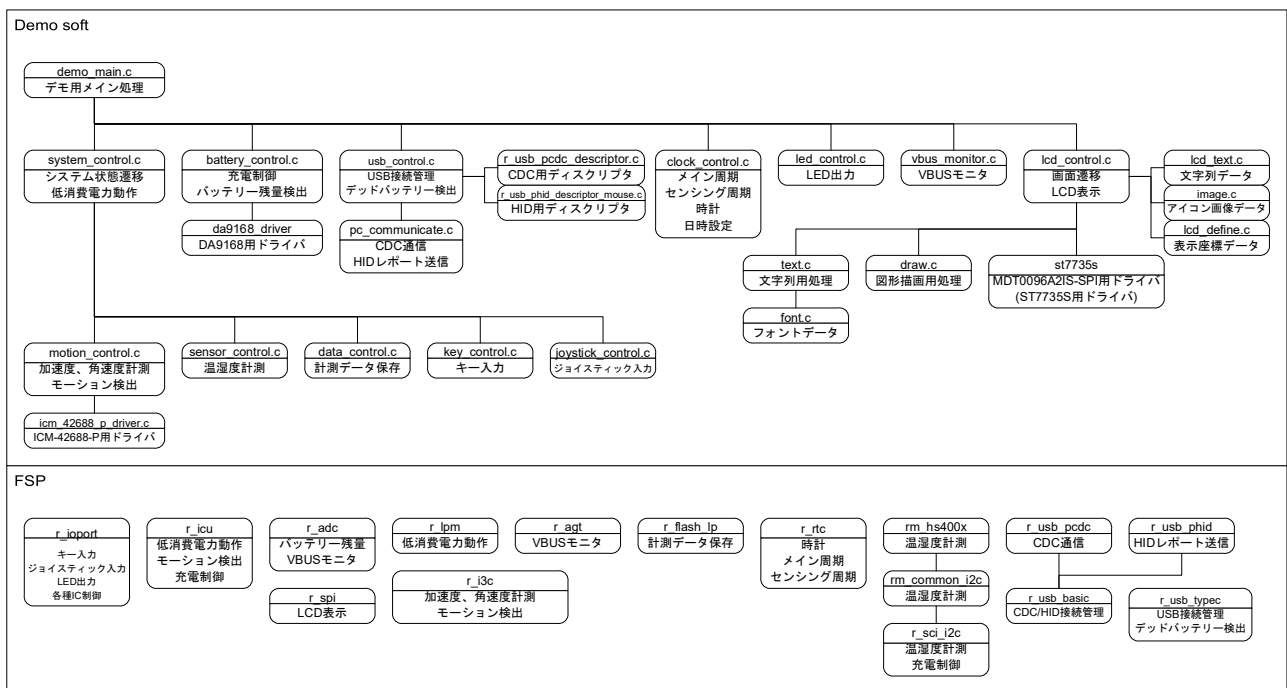 Demo soft
demo_main.c
デモ用メイン処理
system_control.c
システム状態遷移
低消費電力動作
battery_control.c
充電制御
バッテリー残量検出
usb_control.c
USB接続管理
デッドバッテリー検出
r_usb_pcdc_descriptor.c
CDC用ディスクリプタ
r_usb_phid_descriptor_mouse.c
HID用ディスクリプタ
clock_control.c
メイン周期
センシング周期
時計
日時設定
led_control.c
LED出力
vbus_monitor.c
VBUSモニタ
lcd_control.c
画面遷移
LCD表示
lcd_text.c
文字列データ
image.c
アイコン画像データ
lcd_define.c
表示座標データ
da9168_driver
DA9168用ドライバ
pc_communicate.c
CDC通信
HIDレポート送信
text.c
文字列用処理
draw.c
図形描画用処理
st7735s
MDT0096A2IS-SPI用ドライバ
(ST7735S用ドライバ)
font.c
フォントデータ
motion_control.c
加速度、角速度計測
モーション検出
sensor_control.c
温湿度計測
data_control.c
計測データ保存
key_control.c
キー入力
joystick_control.c
ジョイスティック入力
icm_42688_p_driver.c
ICM-42688-P用ドライバ
FSP
r_ioport
キー入力
ジョイスティック入力
LED出力
各種IC制御
r_icu
低消費電力動作
モーション検出
充電制御
r_adc
バッテリー残量
VBUSモニタ
r_lpm
低消費電力動作
r_agt
VBUSモニタ
r_flash_lp
計測データ保存
r_rtc
時計
メイン周期
センシング周期
rm_hs400x
温湿度計測
r_usb_pcdc
CDC通信
r_usb_phid
HIDレポート送信
r_spi
LCD表示
r_i3c
加速度、角速度計測
モーション検出
rm_common_i2c
温湿度計測
r_usb_basic
CDC/HID接続管理
r_usb_typec
USB接続管理
デッドバッテリー検出
r_sci_i2c
温湿度計測
充電制御